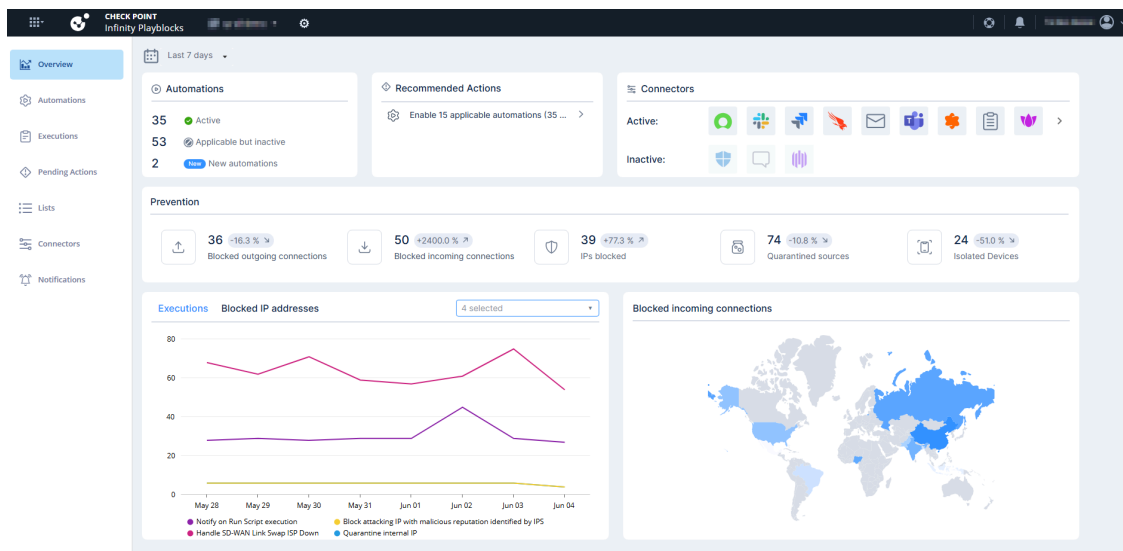 CHECK POINT
Infinity Playblocks
Overview
Automations
Executions
Pending Actions
Lists
Connectors
Notifications
Last 7 days
Automations
35 Active
53 Applicable but inactive
2 New New automations
Recommended Actions
Enable 15 applicable automations (35 ...
Connectors
Active:
Inactive:
Prevention
36 -16.3 %
Blocked outgoing connections
50 +2400.0 %
Blocked incoming connections
39 +77.3 %
IPs blocked
74 -10.8 %
Quarantined sources
24 -51.0 %
Isolated Devices
Executions Blocked IP addresses 4 selected
80
60
40
20
0
May 28 May 29 May 30 May 31 Jun 01 Jun 02 Jun 03 Jun 04
Notify on Run Script execution Block attacking IP with malicious reputation identified by IPS
Handle SD-WAN Link Swap ISP Down Quarantine internal IP
Blocked incoming connections